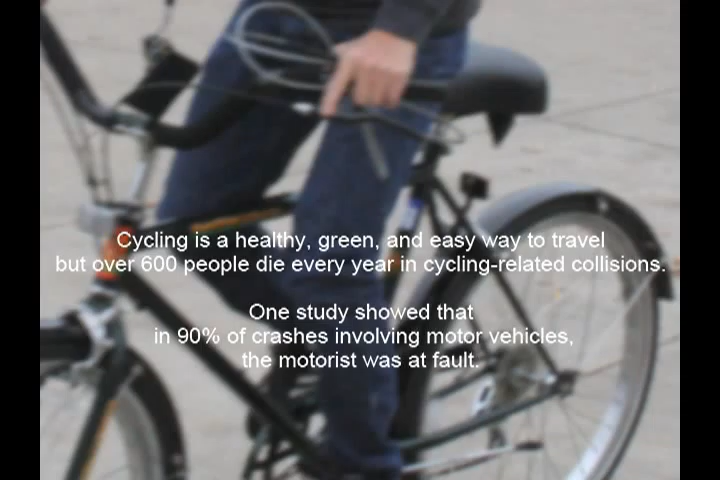 Cycling is a healthy, green, and easy way to travel
but over 600 people die every year in cycling-related collisions.
One study showed that
in 90% of crashes involving motor vehicles,
the motorist was at fault.